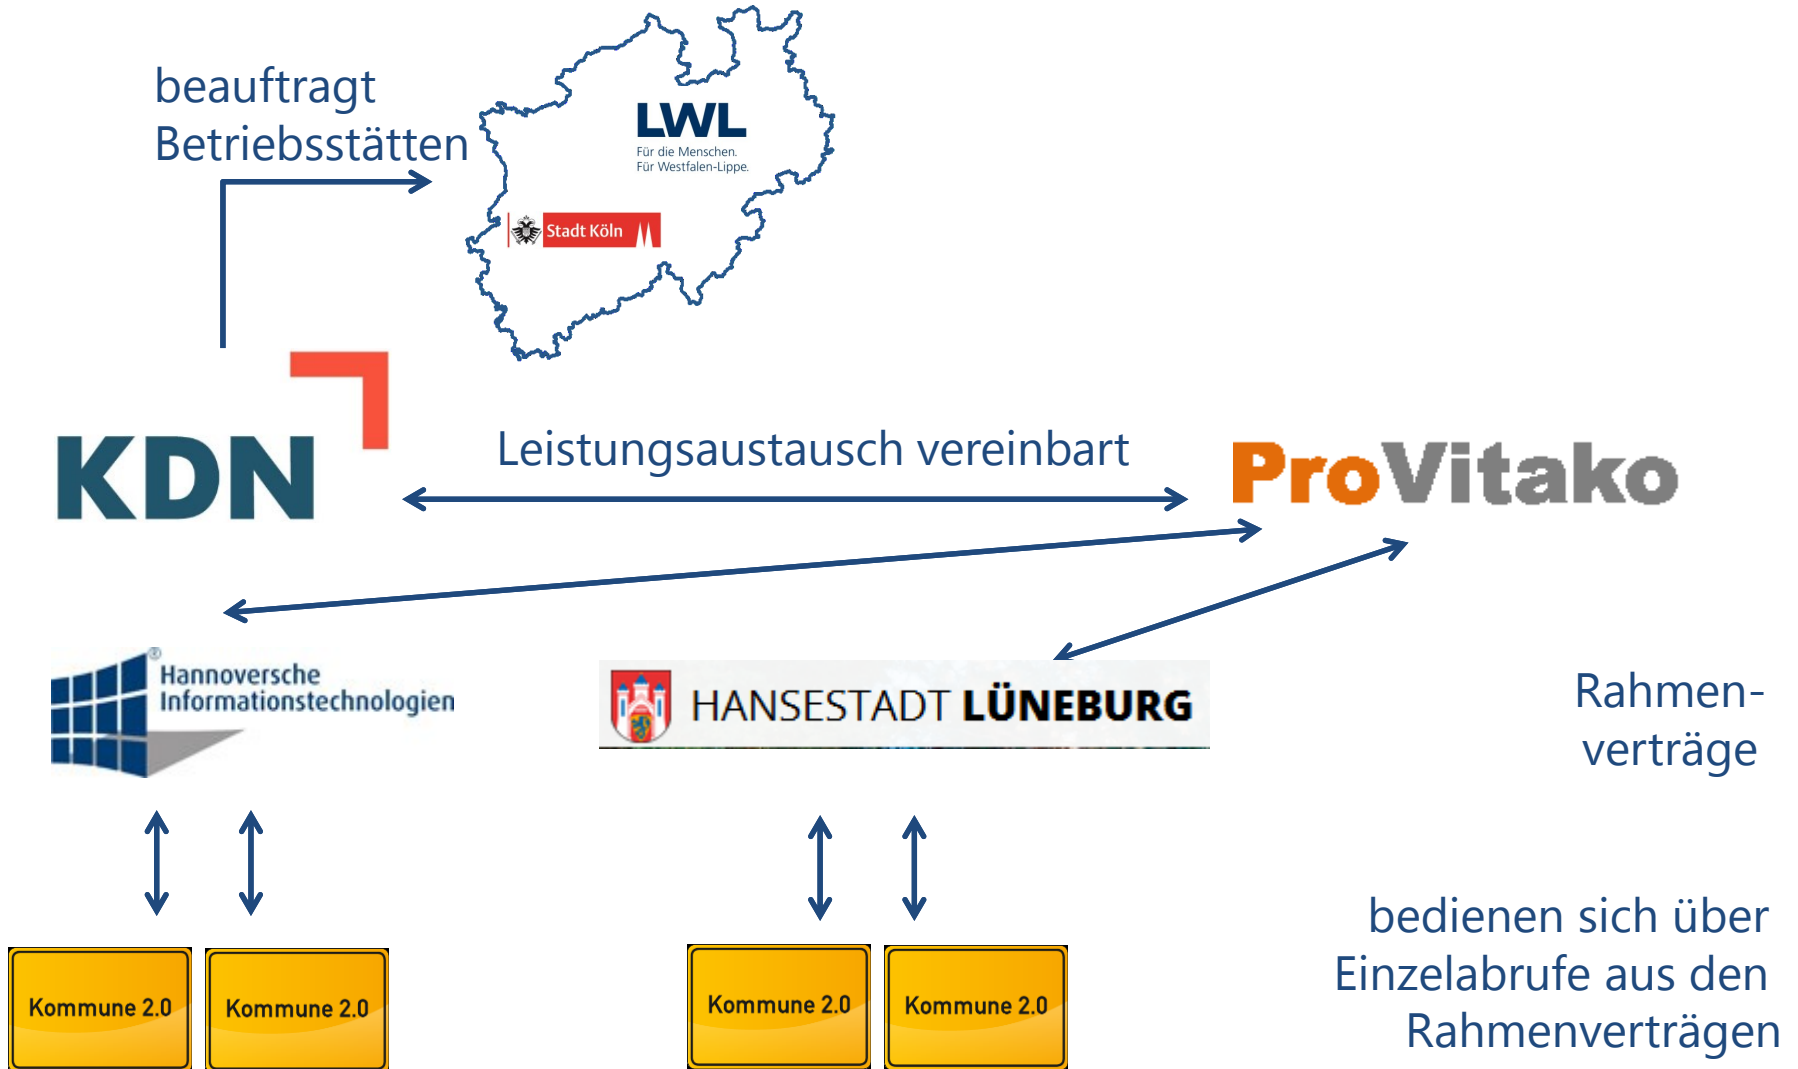 beauftragt
Betriebsstätten
LWL
Für die Menschen.
Für Westfalen-Lippe.
Stadt Köln
KDN
Leistungsaustausch vereinbart
ProVitako
Hannoversche
Informationstechnologien
®
HANSESTADT LÜNEBURG
Rahmen-
verträge
Kommune 2.0
Kommune 2.0
Kommune 2.0
Kommune 2.0
bedienen sich über
Einzelabrufe aus den
Rahmenverträgen